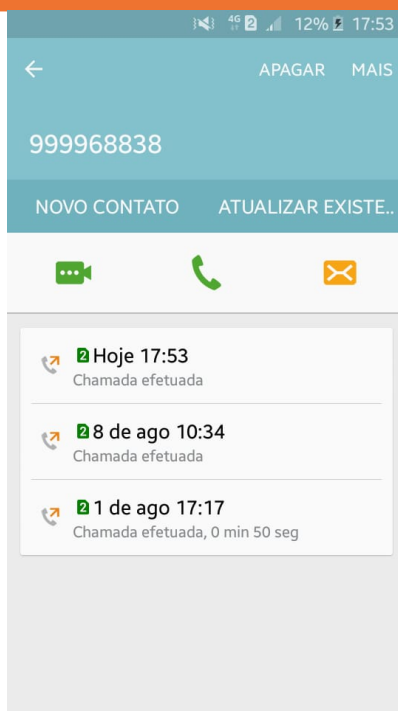 4G 2 12% 17:53
APAGAR MAIS
999968838
NOVO CONTATO ATUALIZAR EXISTE..
2 Hoje 17:53
Chamada efetuada
2 8 de ago 10:34
Chamada efetuada
2 1 de ago 17:17
Chamada efetuada, 0 min 50 seg